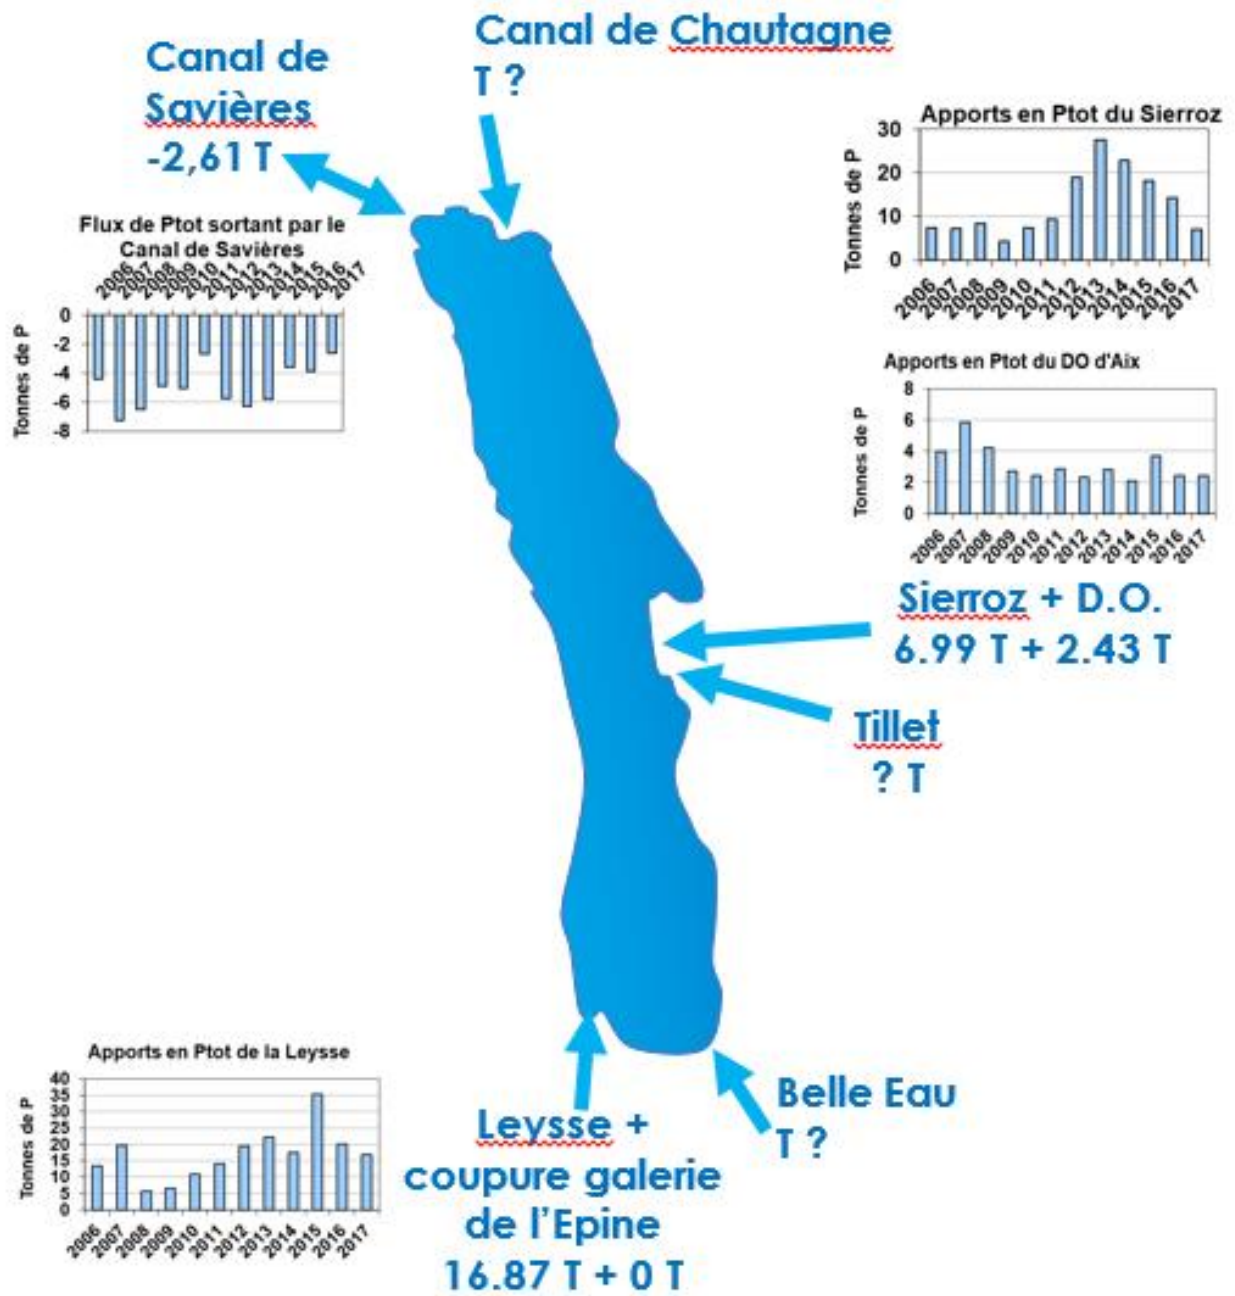 Canal de Chautagne
T ?
Canal de
Savières
-2,61 T
Flux de Ptot sortant par le
Canal de Savières
2006 2007 2008 2009 2010 2011 2012 2013 2014 2015 2016 2017
Tonnes de P
0
-2
-4
-6
-8
Apports en Ptot du Sierroz
Tonnes de P
30
20
10
0
2006 2007 2008 2009 2010 2011 2012 2013 2014 2015 2016 2017
Apports en Ptot du DO d'Aix
Tonnes de P
8
6
4
2
0
2006 2007 2008 2009 2010 2011 2012 2013 2014 2015 2016 2017
Sierroz + D.O.
6.99 T + 2.43 T
Tillet
? T
Apports en Ptot de la Leysse
Tonnes de P
40
35
30
25
20
15
10
5
0
2006 2007 2008 2009 2010 2011 2012 2013 2014 2015 2016 2017
Belle Eau
T ?
Leysse +
coupure galerie
de l'Epine
16.87 T + 0 T